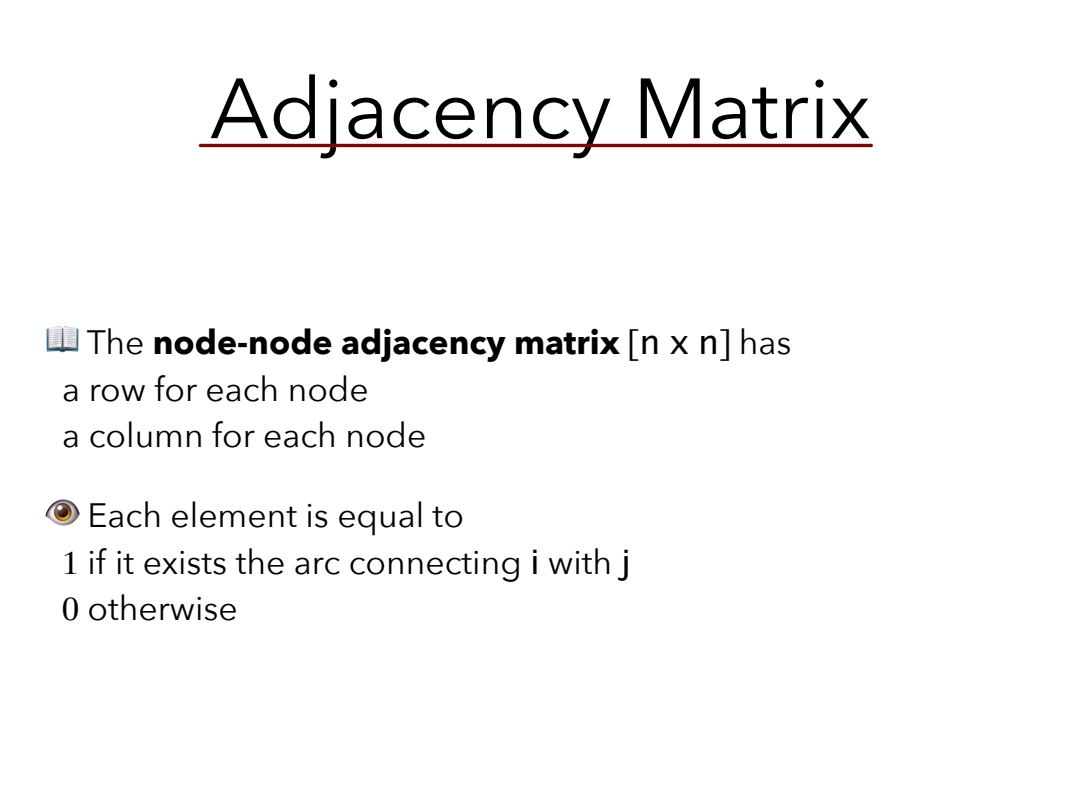 Adjacency Matrix
📖 The node-node adjacency matrix [n x n] has
a row for each node
a column for each node
👁 Each element is equal to
1 if it exists the arc connecting i with j
0 otherwise